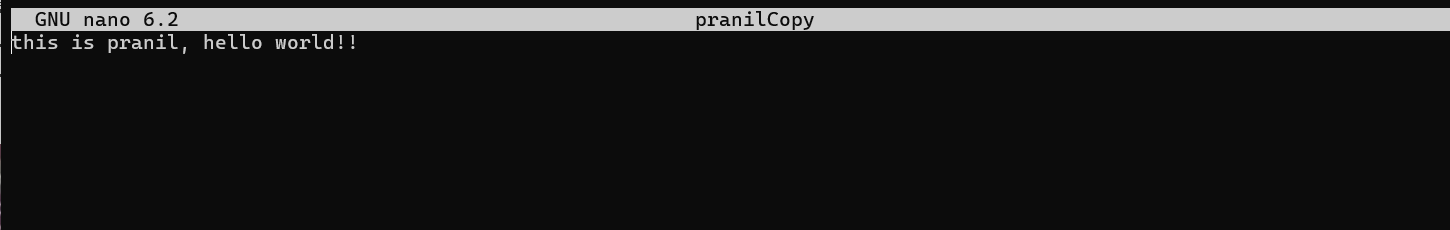 GNU nano 6.2 pranilCopy
this is pranil, hello world!!